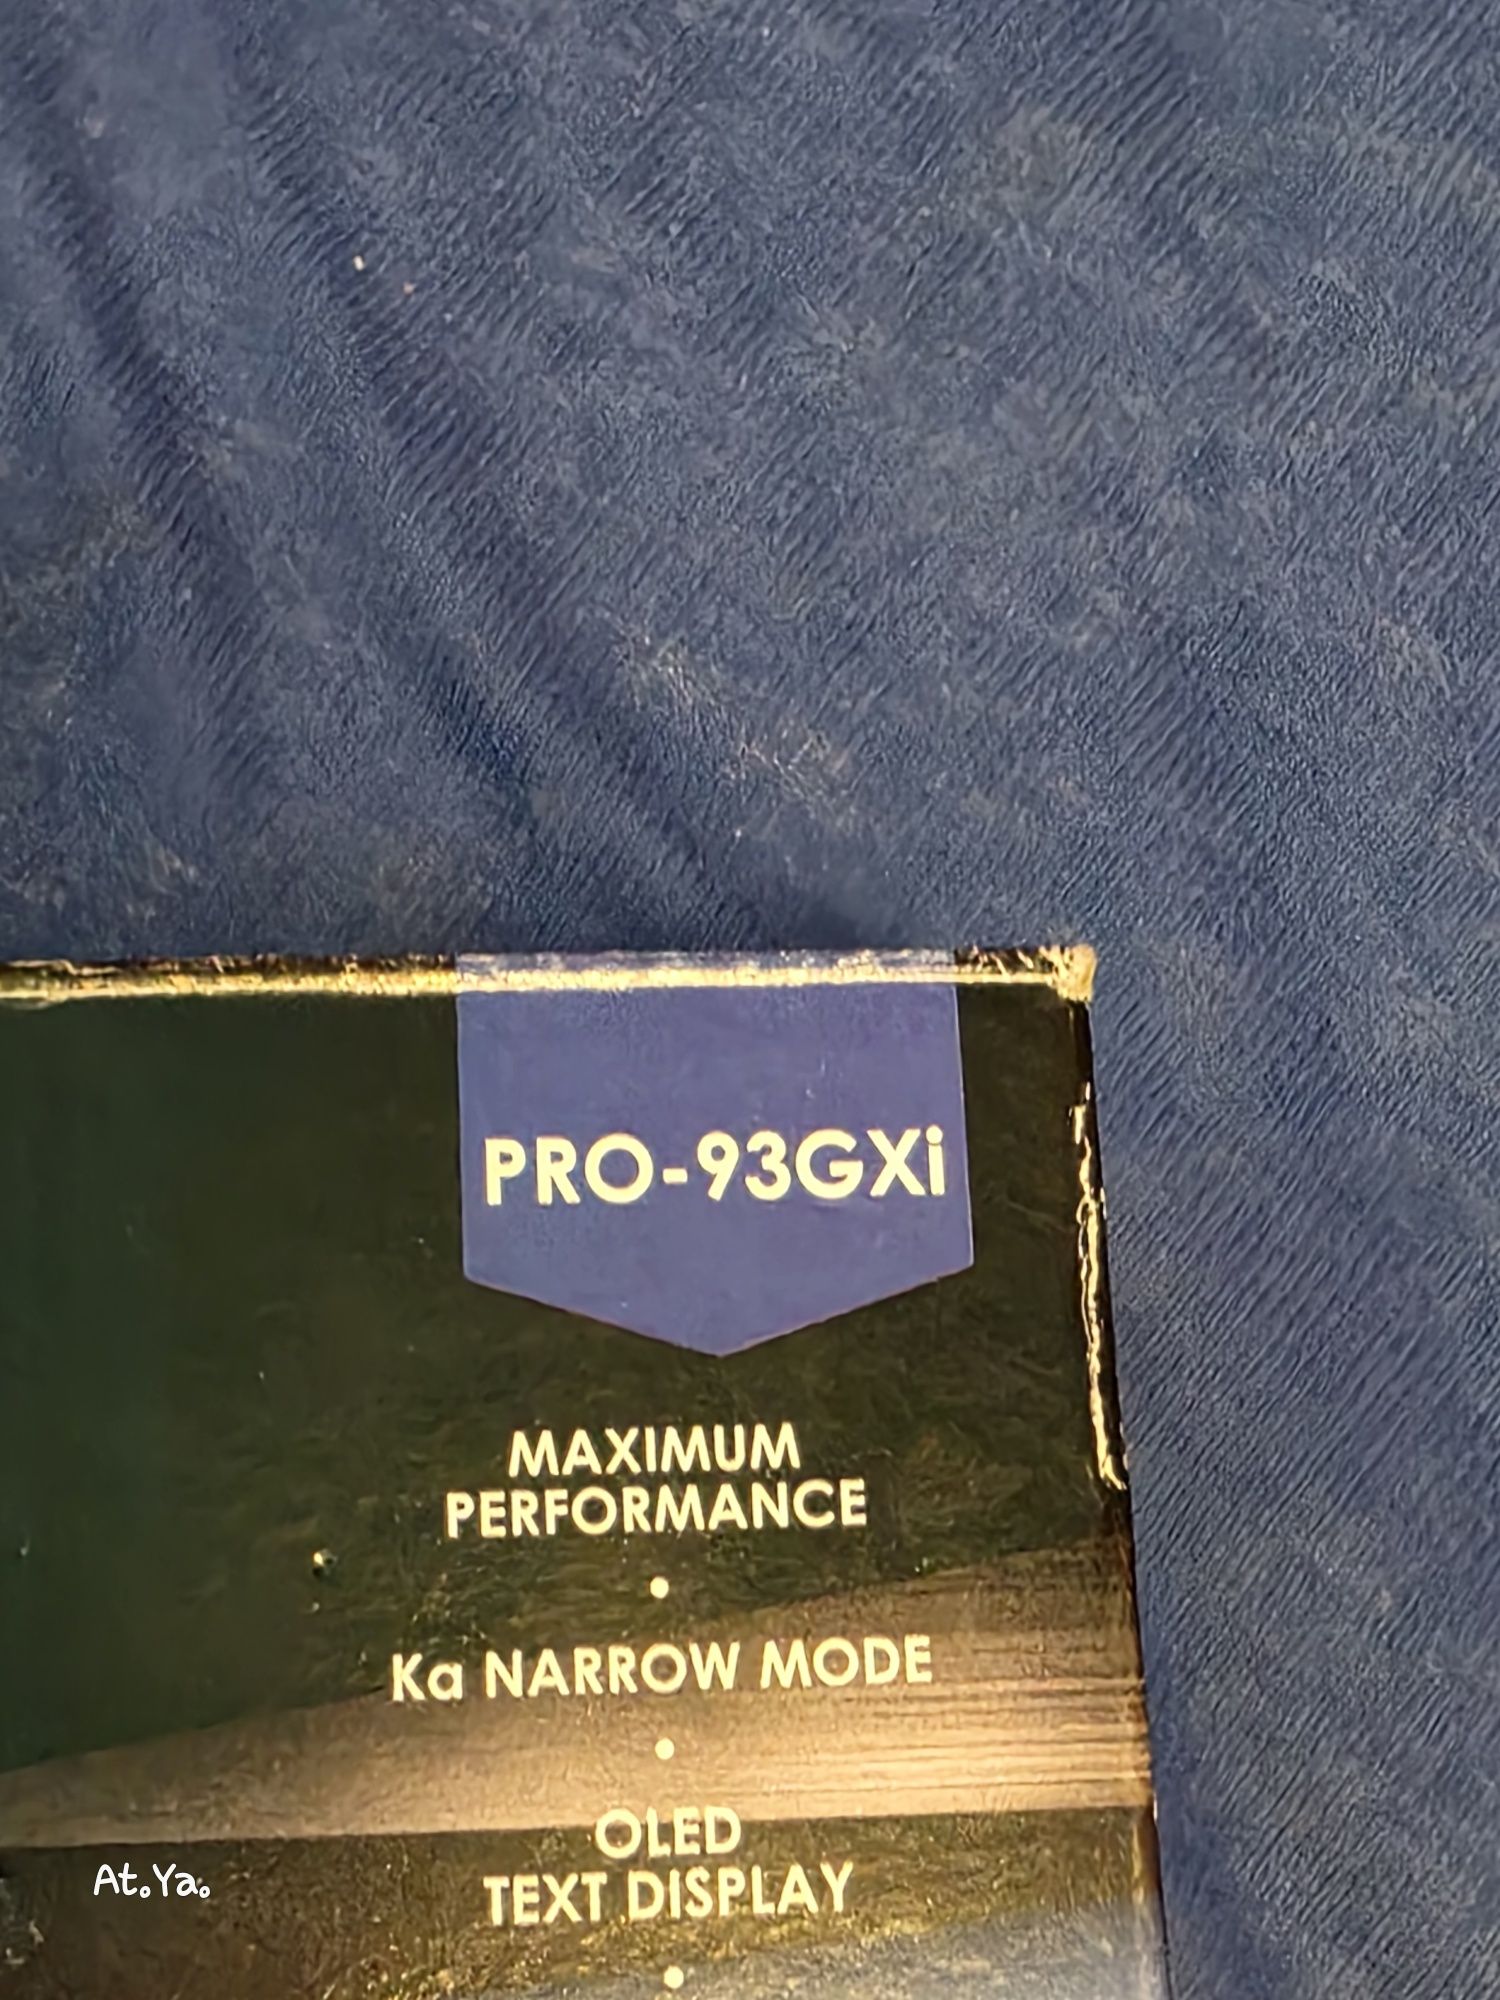 PRO-93GXi
MAXIMUM
PERFORMANCE
•
Ka NARROW MODE
•
OLED
TEXT DISPLAY
•
At.Ya.